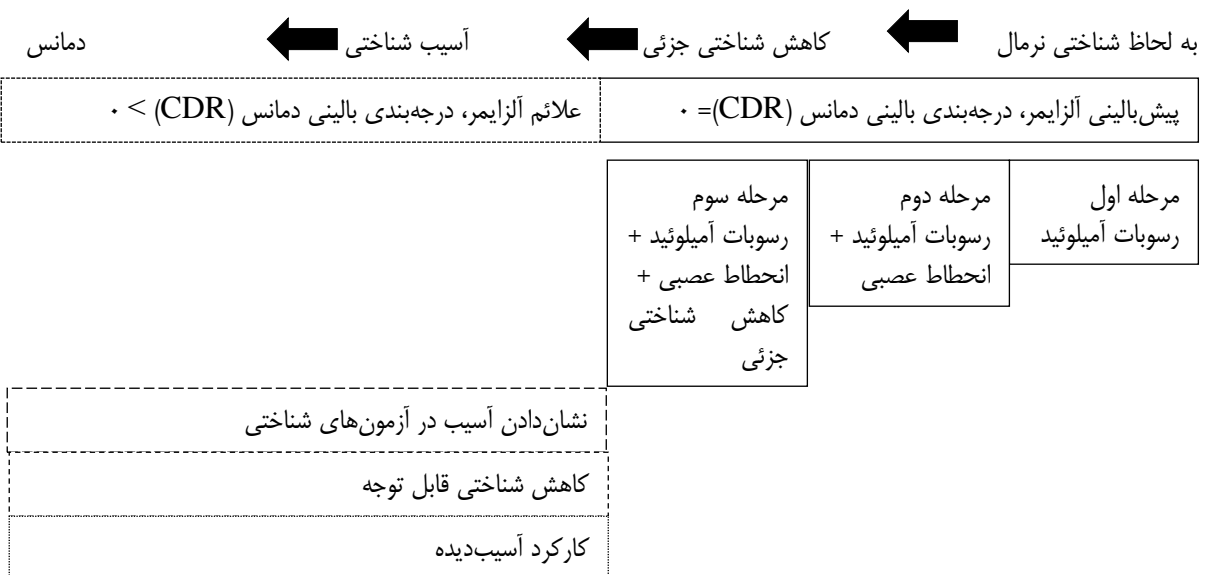 به لحاظ شناختی نرمال کاهش شناختی جزئی آسیب شناختی دمانس
پیش‌بالینی آلزایمر، درجه‌بندی بالینی دمانس (CDR)= ۰
علائم آلزایمر، درجه‌بندی بالینی دمانس (CDR) > ۰
مرحله اول
رسوبات آمیلوئید
مرحله دوم
رسوبات آمیلوئید +
انحطاط عصبی
مرحله سوم
رسوبات آمیلوئید +
انحطاط عصبی +
کاهش شناختی
جزئی
نشان‌دادن آسیب در آزمون‌های شناختی
کاهش شناختی قابل توجه
کارکرد آسیب‌دیده